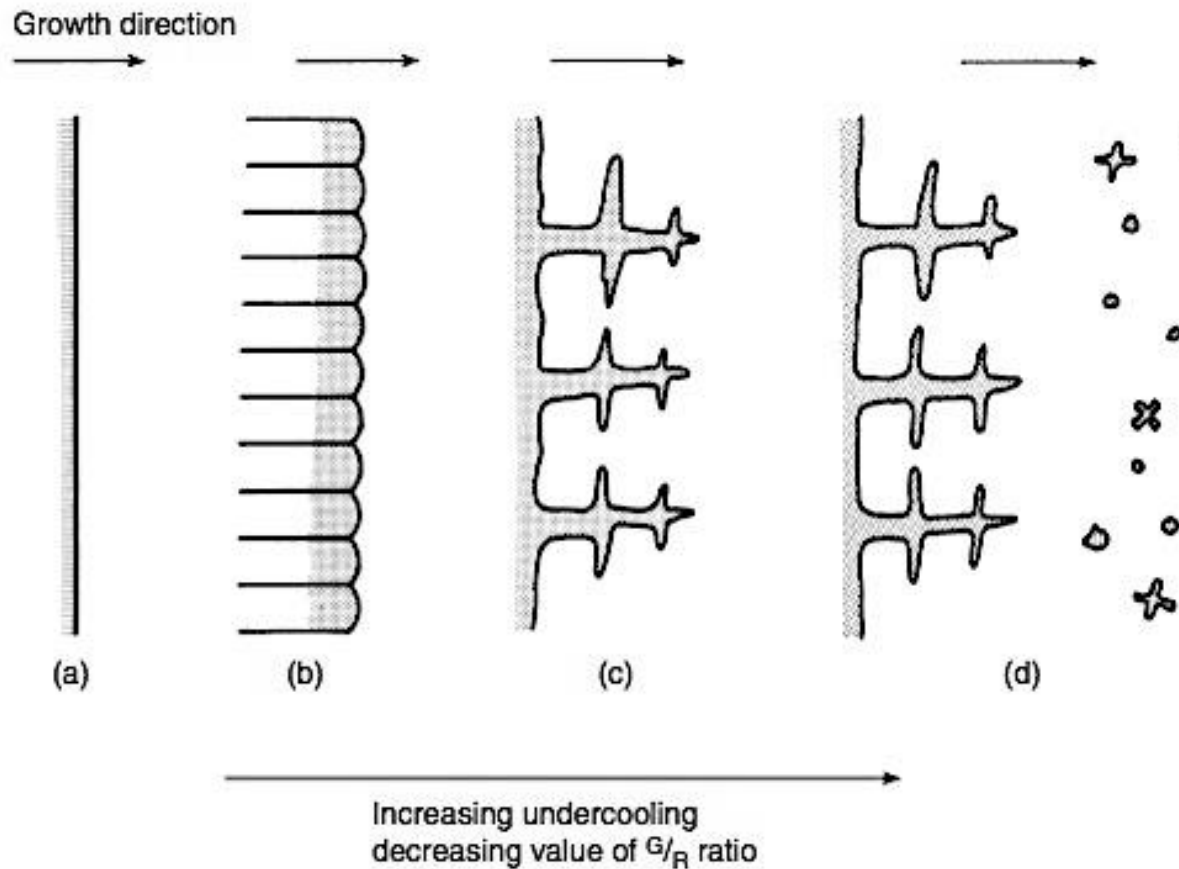 Growth direction
(a)
(b)
(c)
(d)
Increasing undercooling
decreasing value of G/R ratio